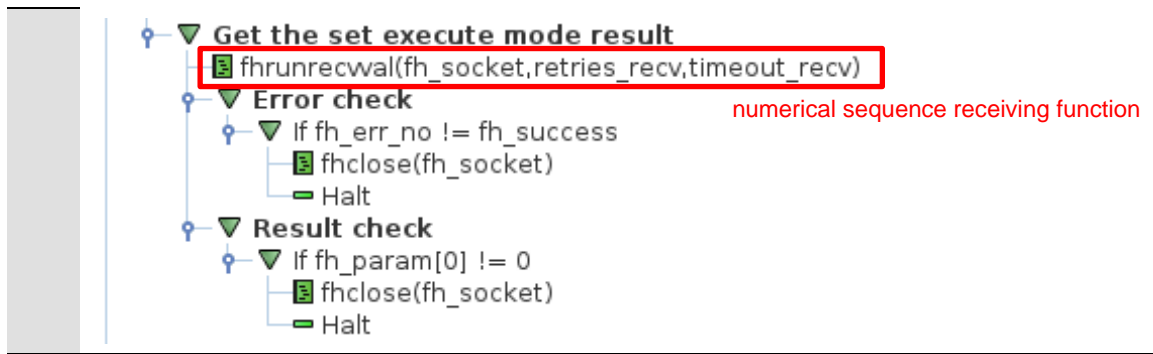 Get the set execute mode result
fhrunrecvval(fh_socket,retries_recv,timeout_recv)
Error check
numerical sequence receiving function
If fh_err_no != fh_success
fhclose(fh_socket)
Halt
Result check
If fh_param[0] != 0
fhclose(fh_socket)
Halt